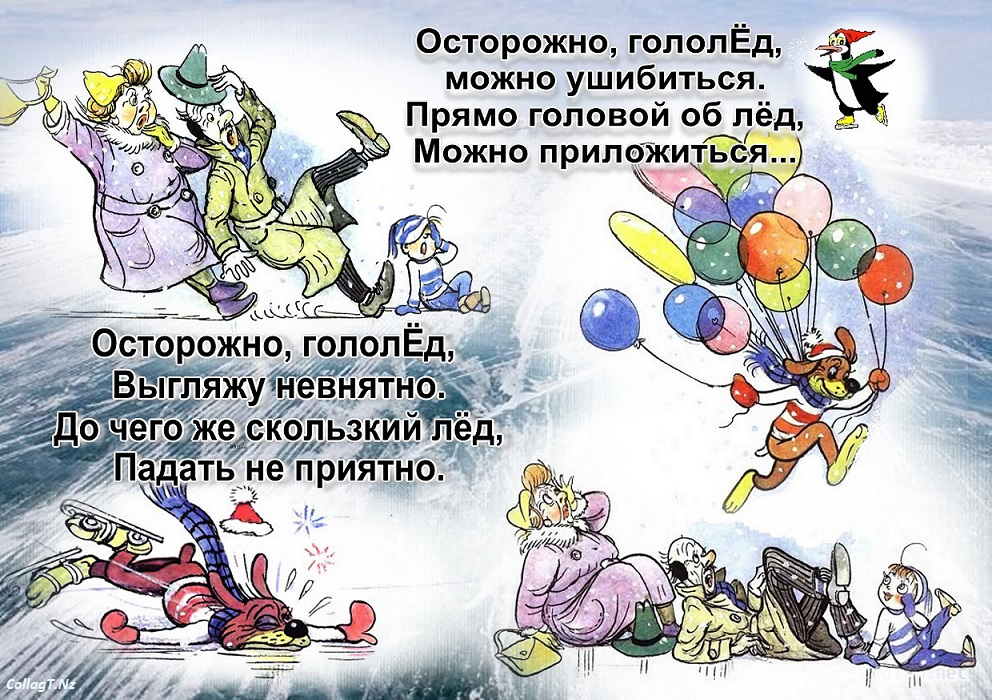 Осторожно, гололЁд,
можно ушибиться.
Прямо головой об лёд,
Можно приложиться...
Осторожно, гололЁд,
Выгляжу невнятно.
До чего же скользкий лёд,
Падать не приятно.
CollagT.Nz